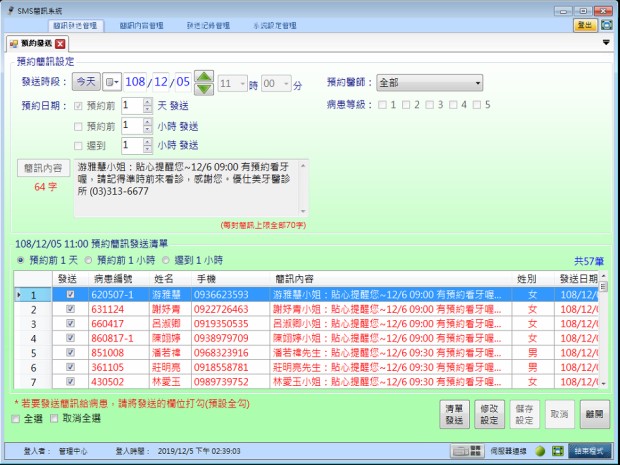 SMS簡訊系統
簡訊發送管理 簡訊內容管理 發送記錄管理 系統設定管理 登出
預約發送
預約簡訊設定
發送時段： 今天 108/12/05 11 時 00 分 預約醫師： 全部
預約日期： 預約前 1 天 發送 病患等級： 1 2 3 4 5
預約前 1 小時 發送
遲到 1 小時 發送
簡訊內容
64 字
游雅慧小姐：貼心提醒您~12/6 09:00 有預約看牙
喔，請記得準時前來看診，感謝您。優仕美牙醫診
所 (03)313-6677
(每封簡訊上限全部70字)
108/12/05 11:00 預約簡訊發送清單
預約前 1 天 預約前 1 小時 遲到 1 小時 共57筆
發送 病患編號 姓名 手機 簡訊內容 姓別 發送日期
1 620507-1 游雅慧 0936623593 游雅慧小姐：貼心提醒您~12/6 09:00 有預約看牙喔... 女 108/12/0
2 631124 謝妤青 0922726463 謝妤青小姐：貼心提醒您~12/6 09:00 有預約看牙喔... 女 108/12/0
3 660417 呂淑卿 0919350535 呂淑卿小姐：貼心提醒您~12/6 09:00 有預約看牙喔... 女 108/12/0
4 860817-1 陳翊婷 0938979709 陳翊婷小姐：貼心提醒您~12/6 09:00 有預約看牙喔... 女 108/12/0
5 851008 潘若褘 0968323916 潘若褘先生：貼心提醒您~12/6 09:30 有預約看牙喔... 男 108/12/0
6 361105 莊明亮 0918558781 莊明亮先生：貼心提醒您~12/6 09:30 有預約看牙喔... 男 108/12/0
7 430502 林愛玉 0989739752 林愛玉小姐：貼心提醒您~12/6 09:00 有預約看牙喔... 女 108/12/0
* 若要發送簡訊給病患，請將發送的欄位打勾(預設全勾)
全選 取消全選
清單
發送
修改
設定
儲存
設定
取消
離開
登入者： 管理中心 登入時間： 2019/12/5 下午 02:39:03 伺服器連線 結束程式